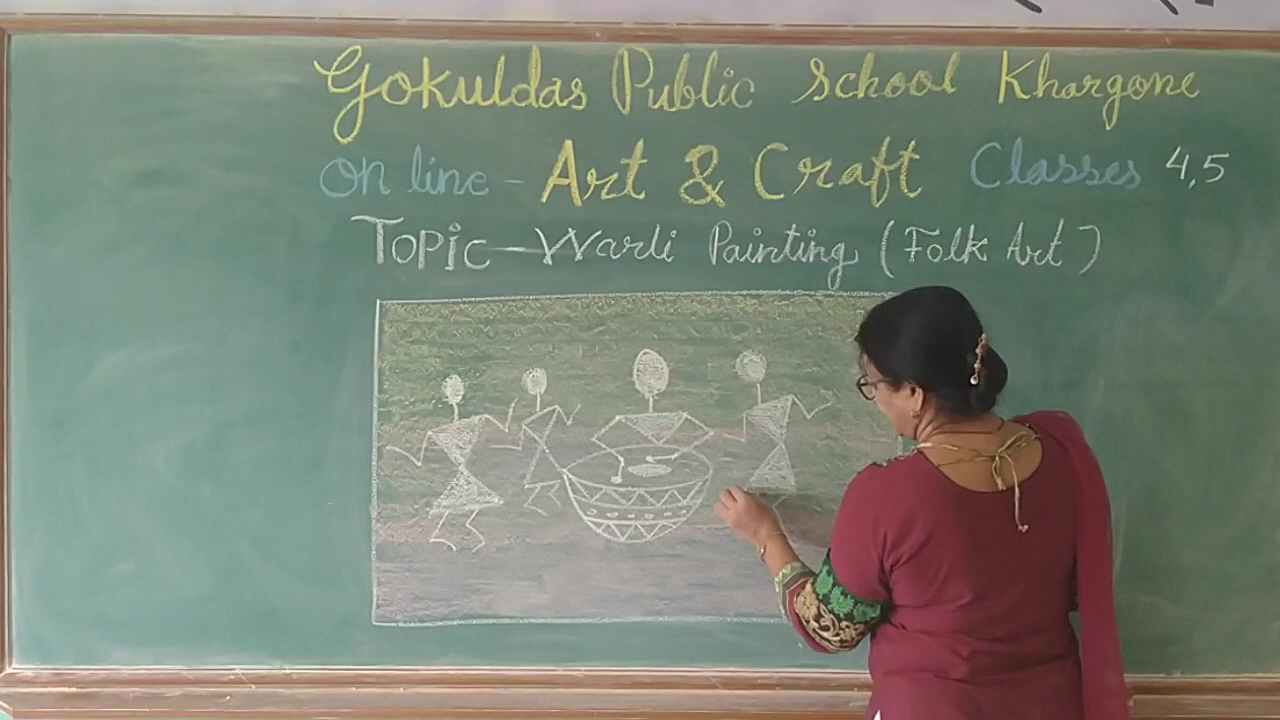 Gokuldas Public School Khargone
On line - Art & Craft Classes 4,5
Topic - Warli Painting (Folk Art)